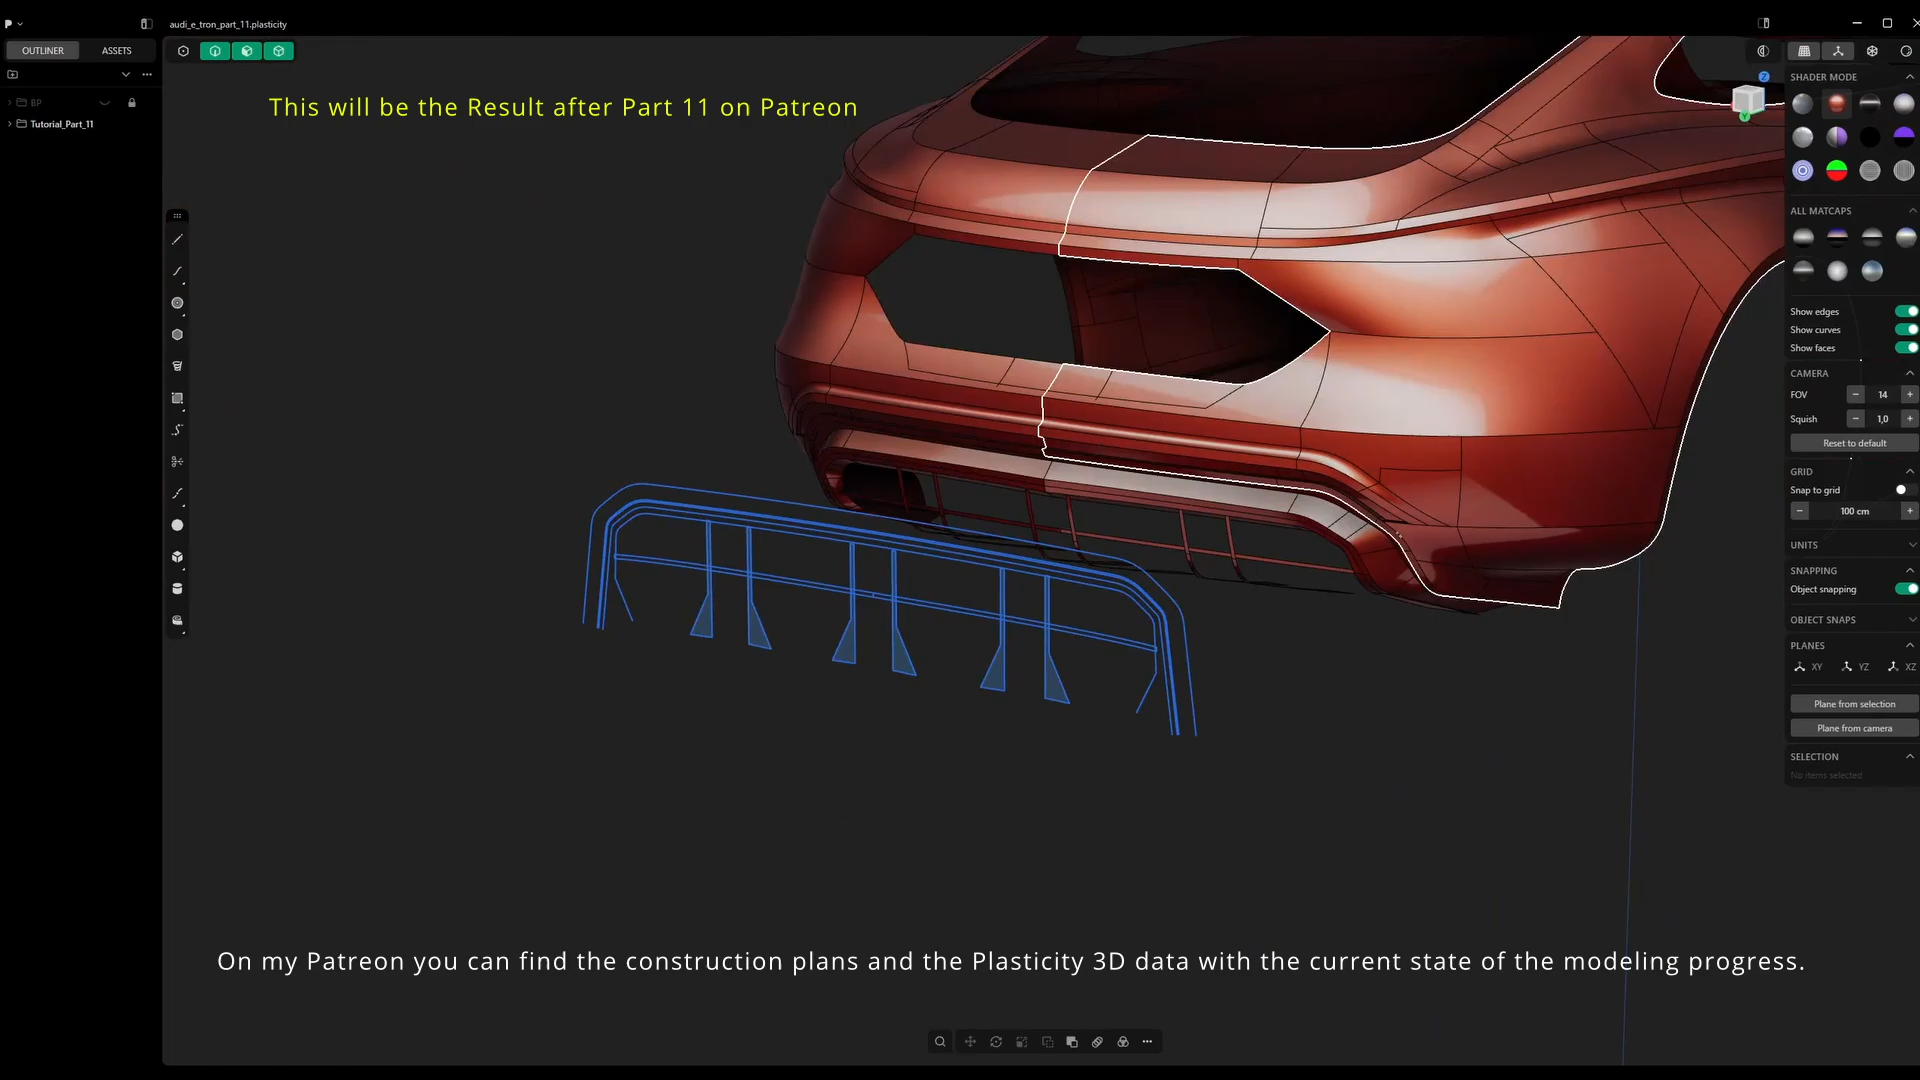 audi_e_tron_part_11.plasticity
OUTLINER
ASSETS
BP
Tutorial_Part_11
This will be the Result after Part 11 on Patreon
SHADER MODE
ALL MATCAPS
Show edges
Show curves
Show faces
CAMERA
FOV
− 14 +
Squish
− 1,0 +
Reset to default
GRID
Snap to grid
− 100 cm +
UNITS
SNAPPING
Object snapping
OBJECT SNAPS
PLANES
XY
YZ
XZ
Plane from selection
Plane from camera
SELECTION
No items selected
Z
Y
On my Patreon you can find the construction plans and the Plasticity 3D data with the current state of the modeling progress.